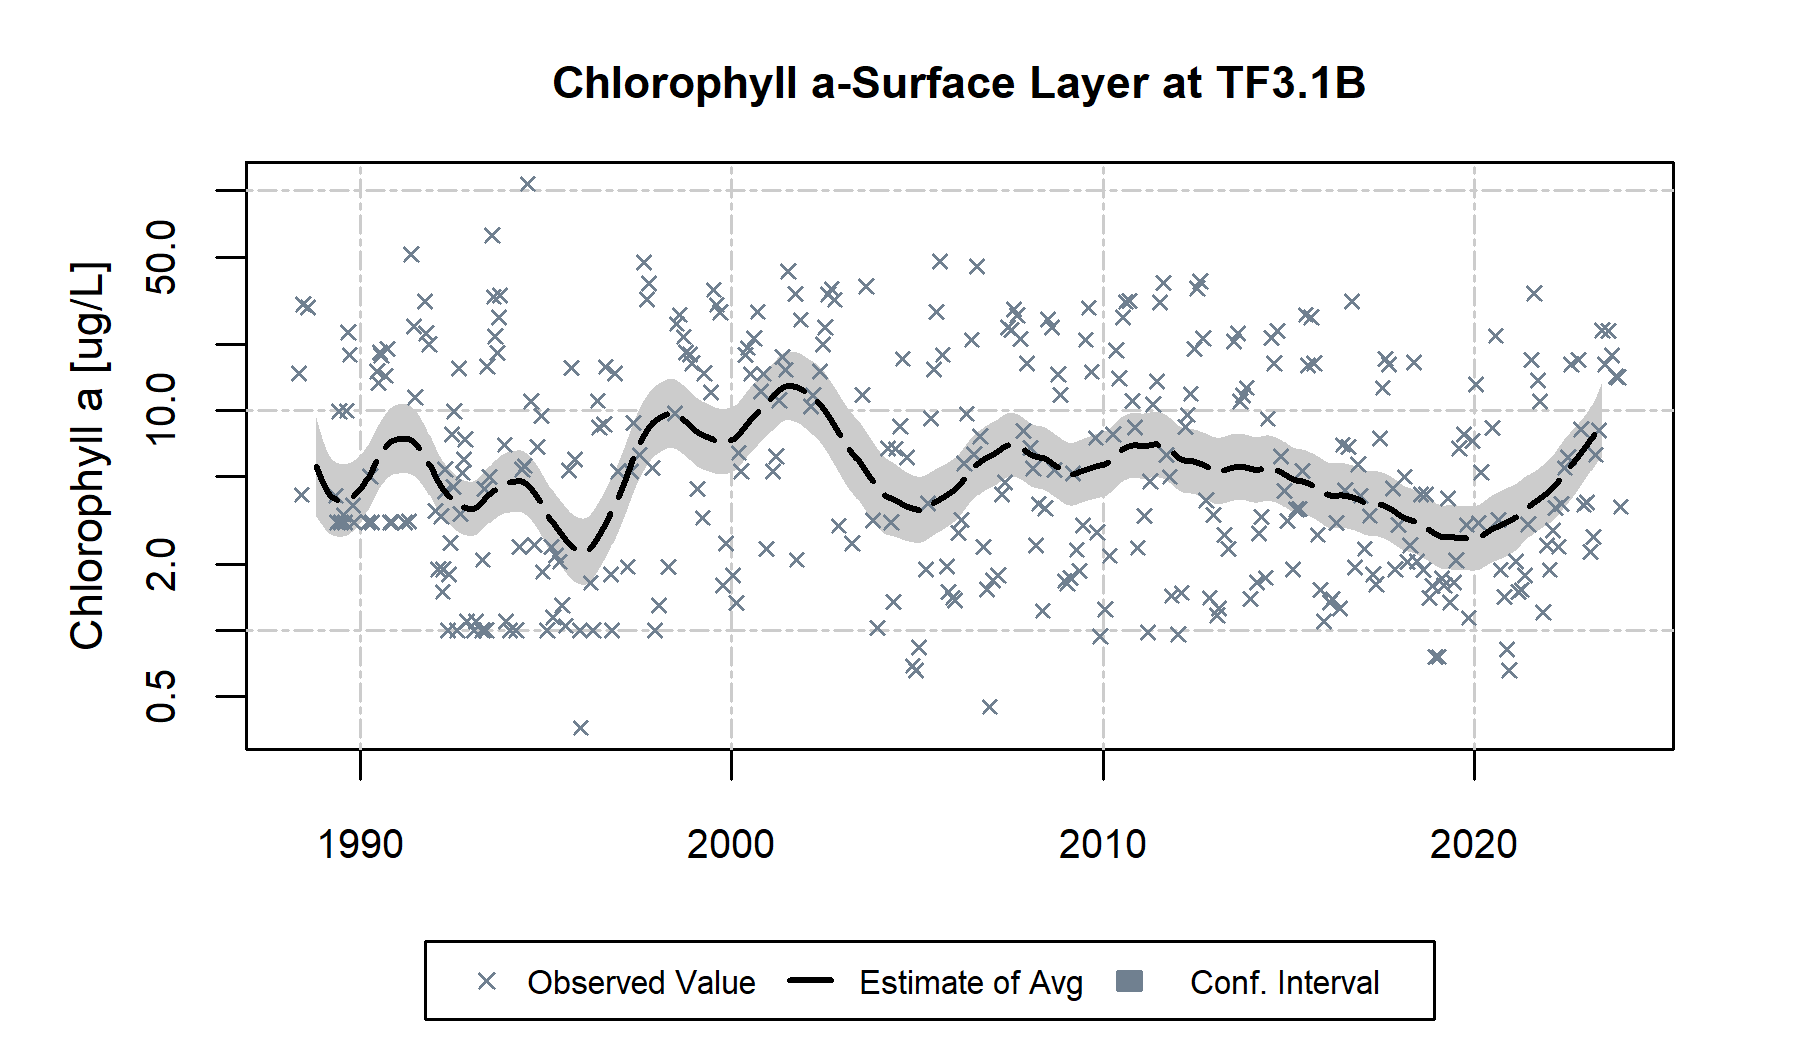 Chlorophyll a-Surface Layer at TF3.1B
Chlorophyll a [ug/L]
50.0
10.0
2.0
0.5
1990 2000 2010 2020
Observed Value Estimate of Avg Conf. Interval